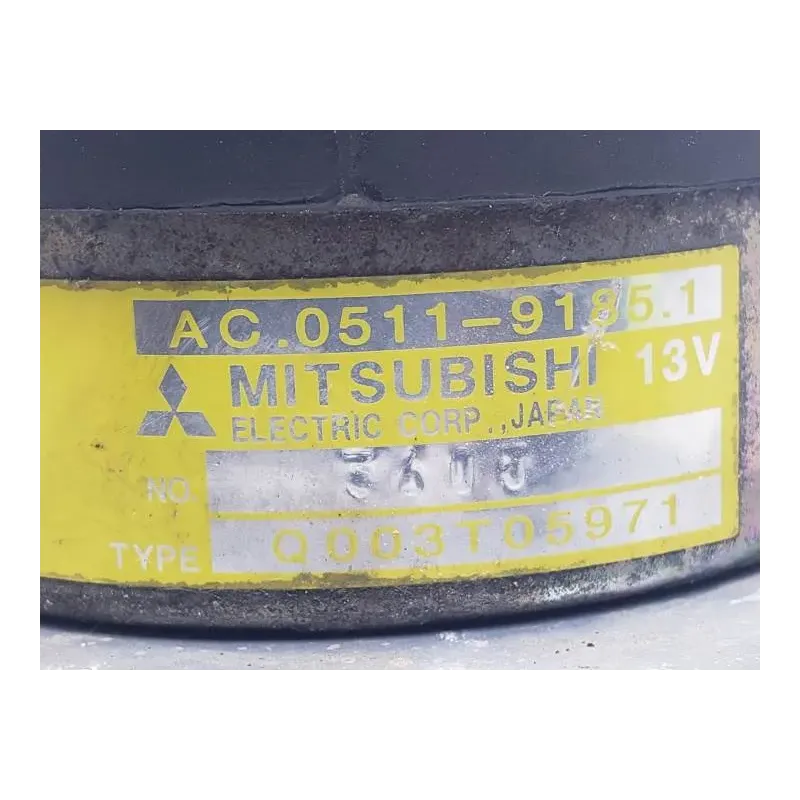 AC.0511-9185.1
MITSUBISHI 13V
ELECTRIC CORP.,JAPAN
NO.
TYPE Q003T05971